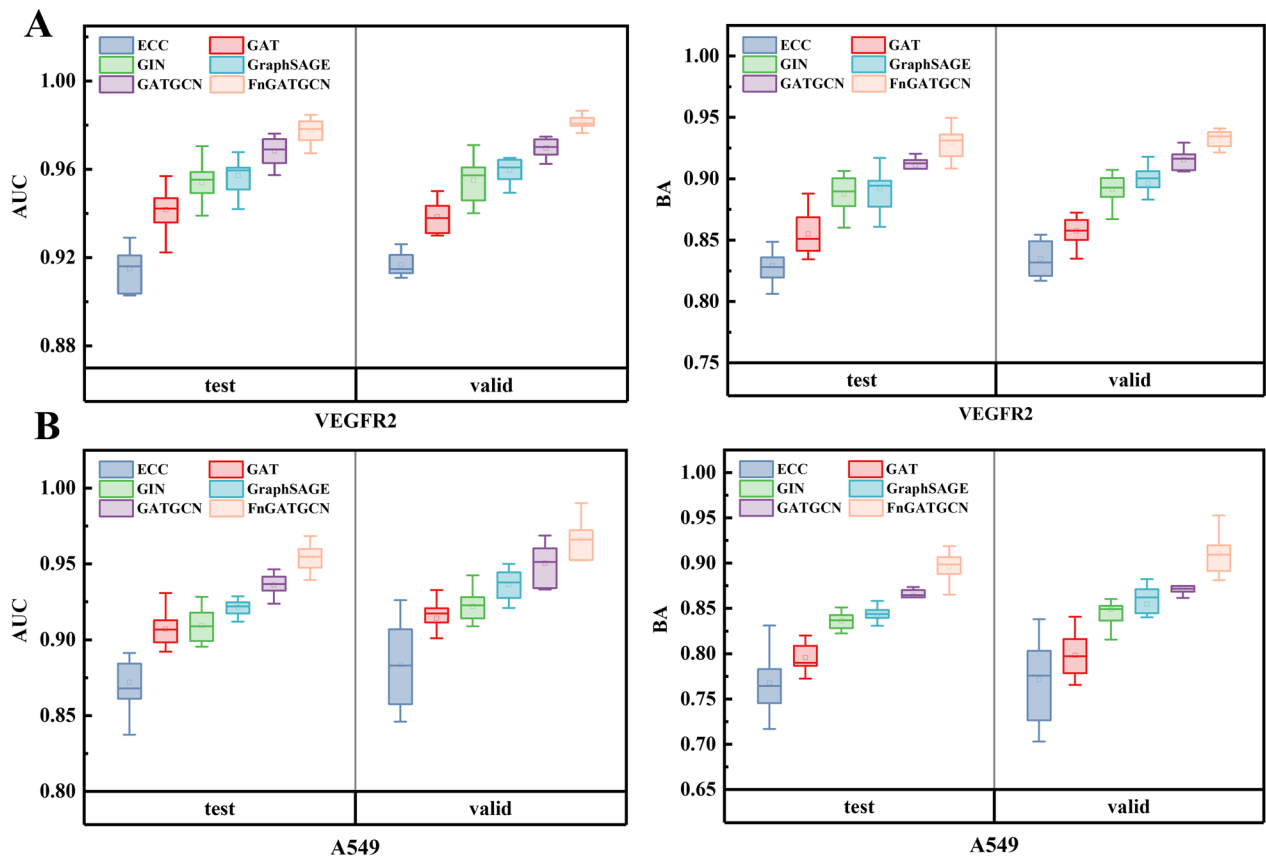 A
AUC
1.00
0.96
0.92
0.88
ECC GAT
GIN GraphSAGE
GATGCN FnGATGCN
test valid
VEGFR2
BA
1.00
0.95
0.90
0.85
0.80
0.75
ECC GAT
GIN GraphSAGE
GATGCN FnGATGCN
test valid
VEGFR2
B
AUC
1.00
0.95
0.90
0.85
0.80
ECC GAT
GIN GraphSAGE
GATGCN FnGATGCN
test valid
A549
BA
1.00
0.95
0.90
0.85
0.80
0.75
0.70
0.65
ECC GAT
GIN GraphSAGE
GATGCN FnGATGCN
test valid
A549